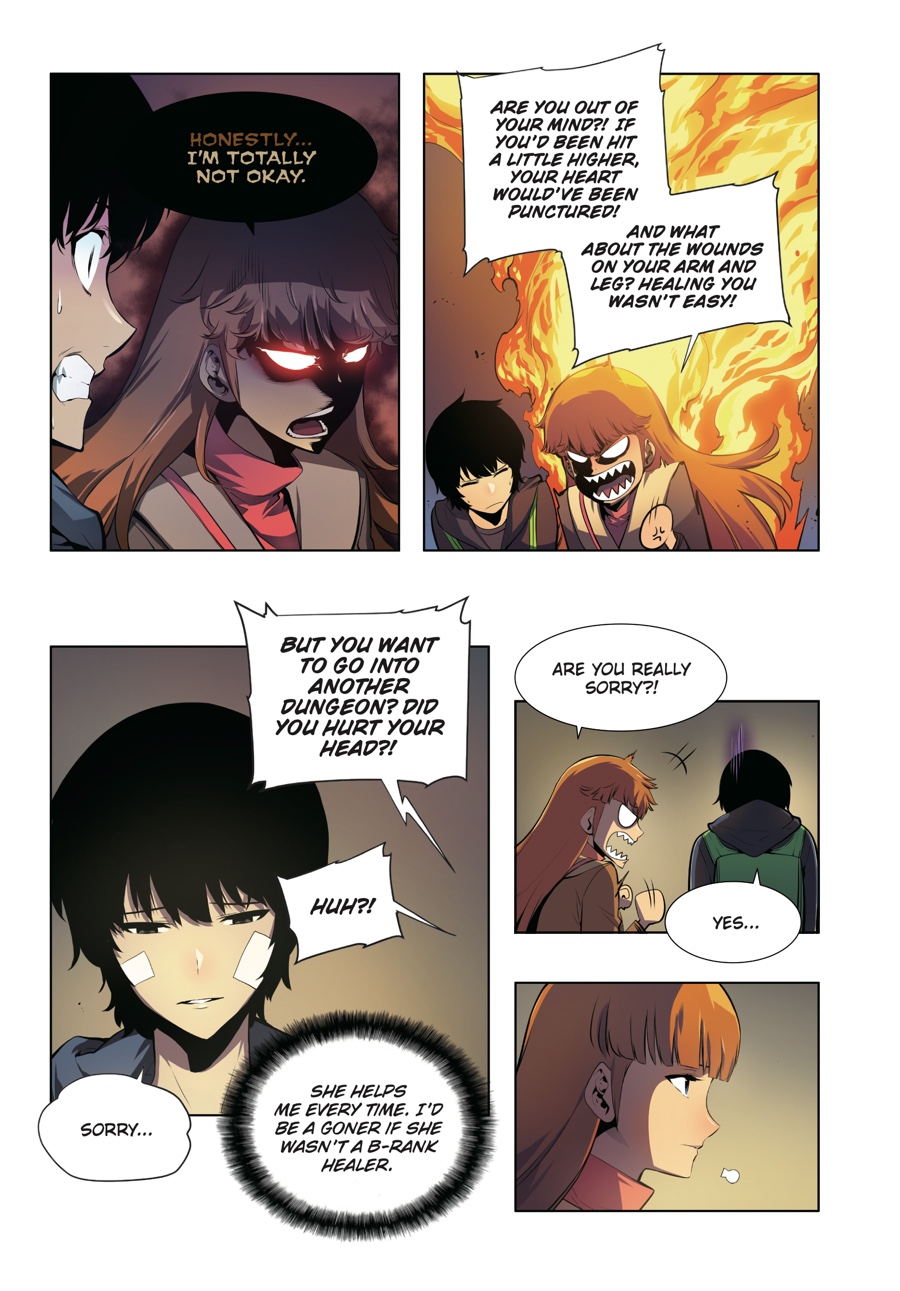 HONESTLY...
I'M TOTALLY
NOT OKAY.
ARE YOU OUT OF
YOUR MIND?! IF
YOU'D BEEN HIT
A LITTLE HIGHER,
YOUR HEART
WOULD'VE BEEN
PUNCTURED!
AND WHAT
ABOUT THE WOUNDS
ON YOUR ARM AND
LEG? HEALING YOU
WASN'T EASY!
BUT YOU WANT
TO GO INTO
ANOTHER
DUNGEON? DID
YOU HURT YOUR
HEAD?!
HUH?!
SORRY...
SHE HELPS
ME EVERY TIME. I'D
BE A GONER IF SHE
WASN'T A B-RANK
HEALER.
ARE YOU REALLY
SORRY?!
YES...